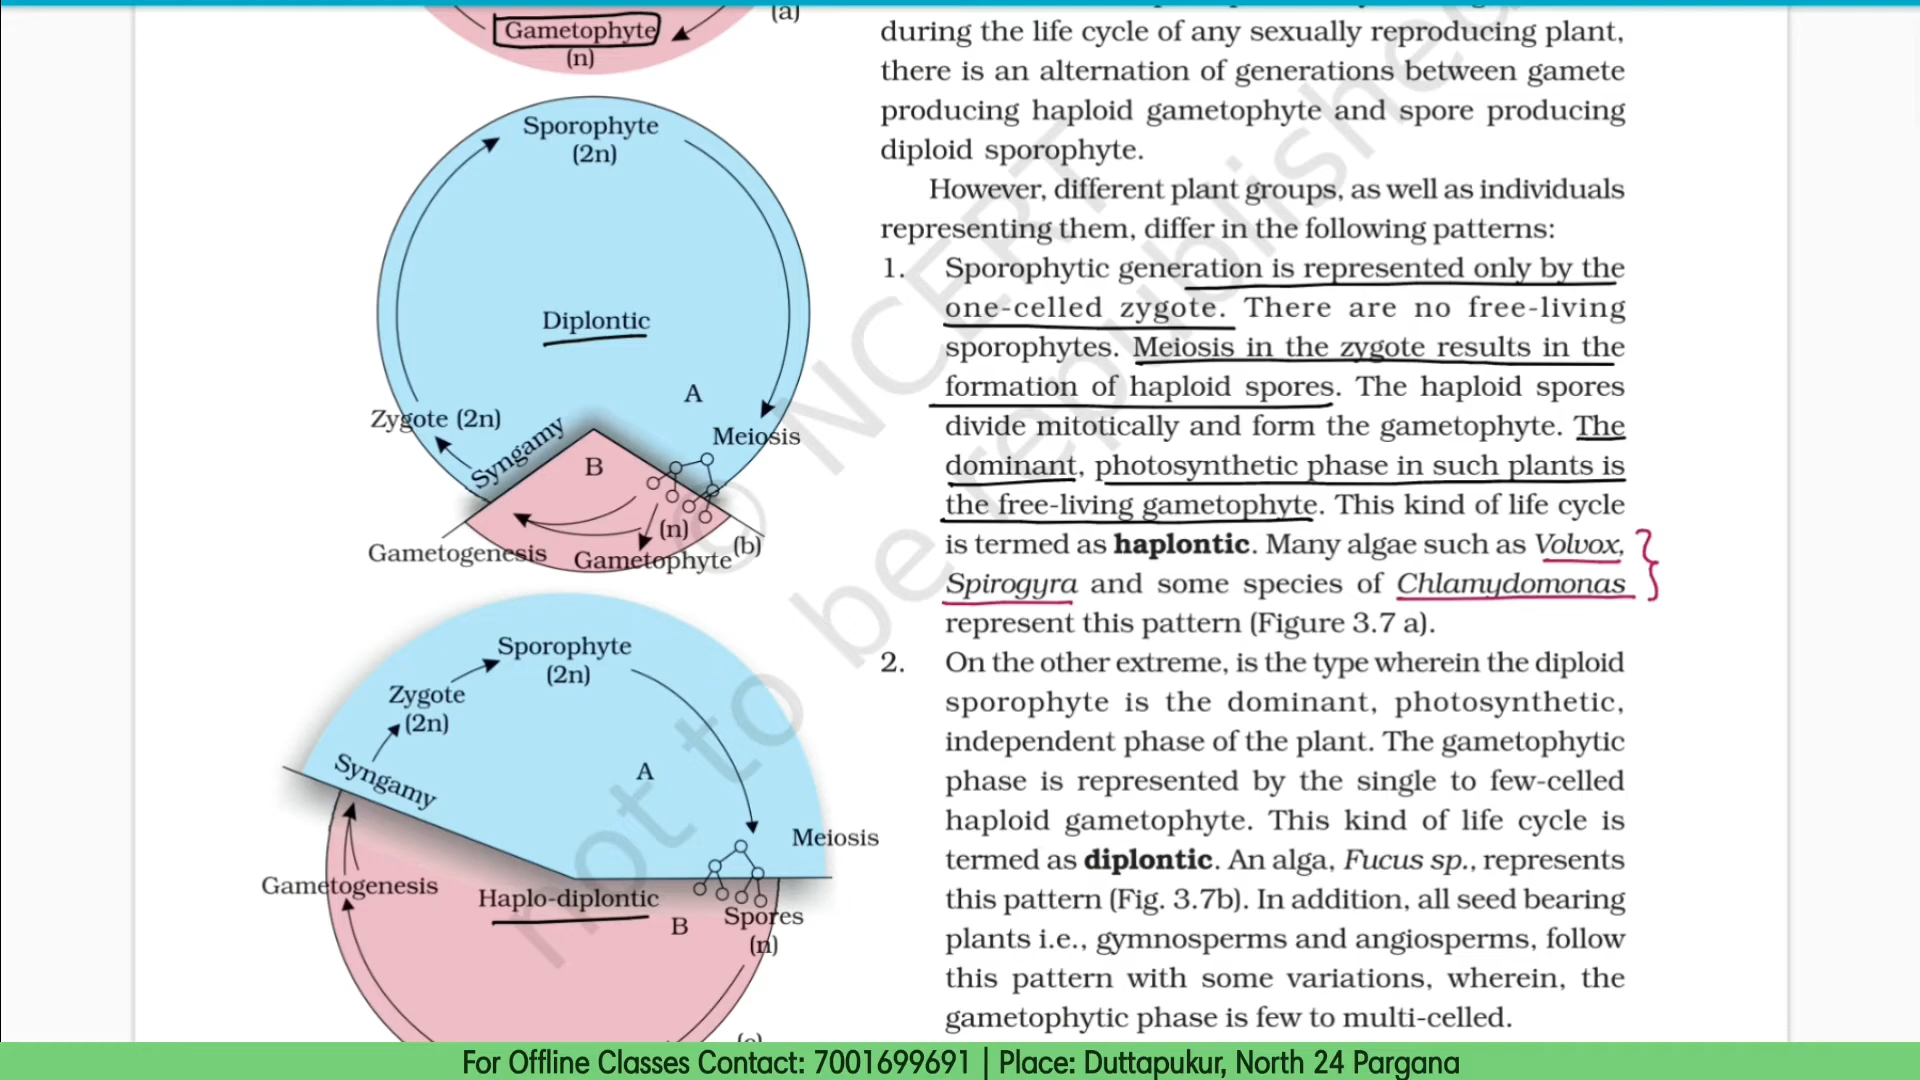 (a)
Gametophyte
(n)
Sporophyte
(2n)
Diplontic
A
Zygote (2n)
Syngamy
Meiosis
B
(n)
(b)
Gametogenesis
Gametophyte
Sporophyte
(2n)
Zygote
(2n)
Syngamy
A
Meiosis
Gametogenesis
Haplo-diplontic
B
Spores
(n)
during the life cycle of any sexually reproducing plant,
there is an alternation of generations between gamete
producing haploid gametophyte and spore producing
diploid sporophyte.
However, different plant groups, as well as individuals
representing them, differ in the following patterns:
1. Sporophytic generation is represented only by the
one-celled zygote. There are no free-living
sporophytes. Meiosis in the zygote results in the
formation of haploid spores. The haploid spores
divide mitotically and form the gametophyte. The
dominant, photosynthetic phase in such plants is
the free-living gametophyte. This kind of life cycle
is termed as haplontic. Many algae such as Volvox,
Spirogyra and some species of Chlamydomonas
represent this pattern (Figure 3.7 a).
2. On the other extreme, is the type wherein the diploid
sporophyte is the dominant, photosynthetic,
independent phase of the plant. The gametophytic
phase is represented by the single to few-celled
haploid gametophyte. This kind of life cycle is
termed as diplontic. An alga, Fucus sp., represents
this pattern (Fig. 3.7b). In addition, all seed bearing
plants i.e., gymnosperms and angiosperms, follow
this pattern with some variations, wherein, the
gametophytic phase is few to multi-celled.
© NCERT
not to be republished
For Offline Classes Contact: 7001699691 | Place: Duttapukur, North 24 Pargana